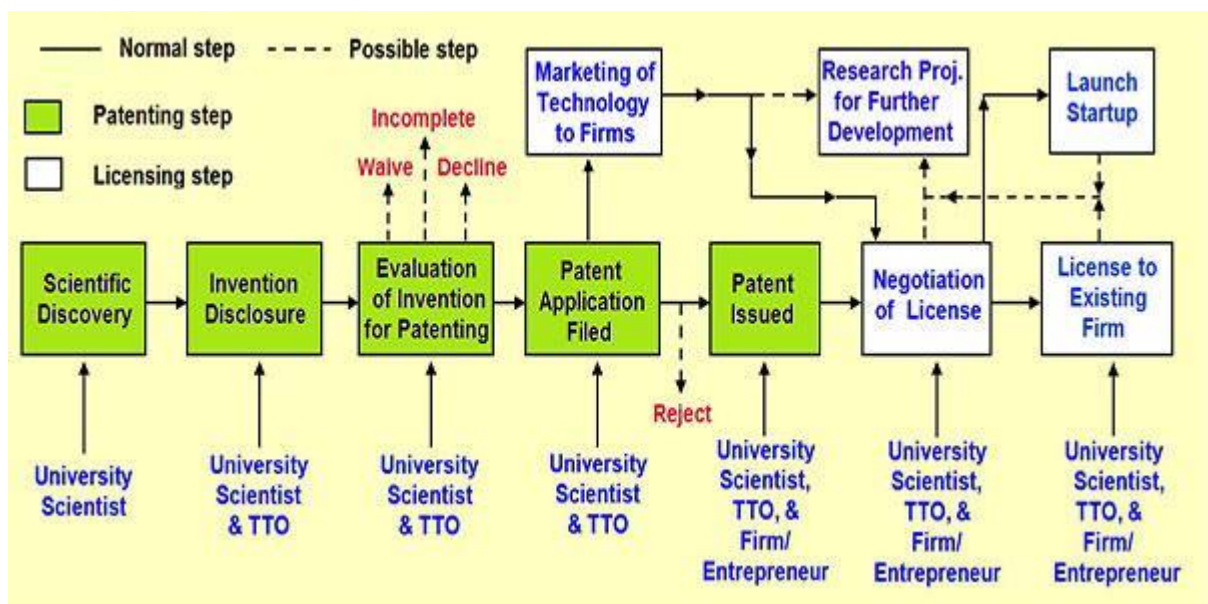 Normal step
Possible step
Patenting step
Licensing step
Incomplete
Waive
Decline
Marketing of
Technology
to Firms
Research Proj.
for Further
Development
Launch
Startup
Scientific
Discovery
Invention
Disclosure
Evaluation
of Invention
for Patenting
Patent
Application
Filed
Patent
Issued
Negotiation
of License
License to
Existing
Firm
Reject
University
Scientist
University
Scientist
& TTO
University
Scientist
& TTO
University
Scientist
& TTO
University
Scientist,
TTO, &
Firm/
Entrepreneur
University
Scientist,
TTO, &
Firm/
Entrepreneur
University
Scientist,
TTO, &
Firm/
Entrepreneur